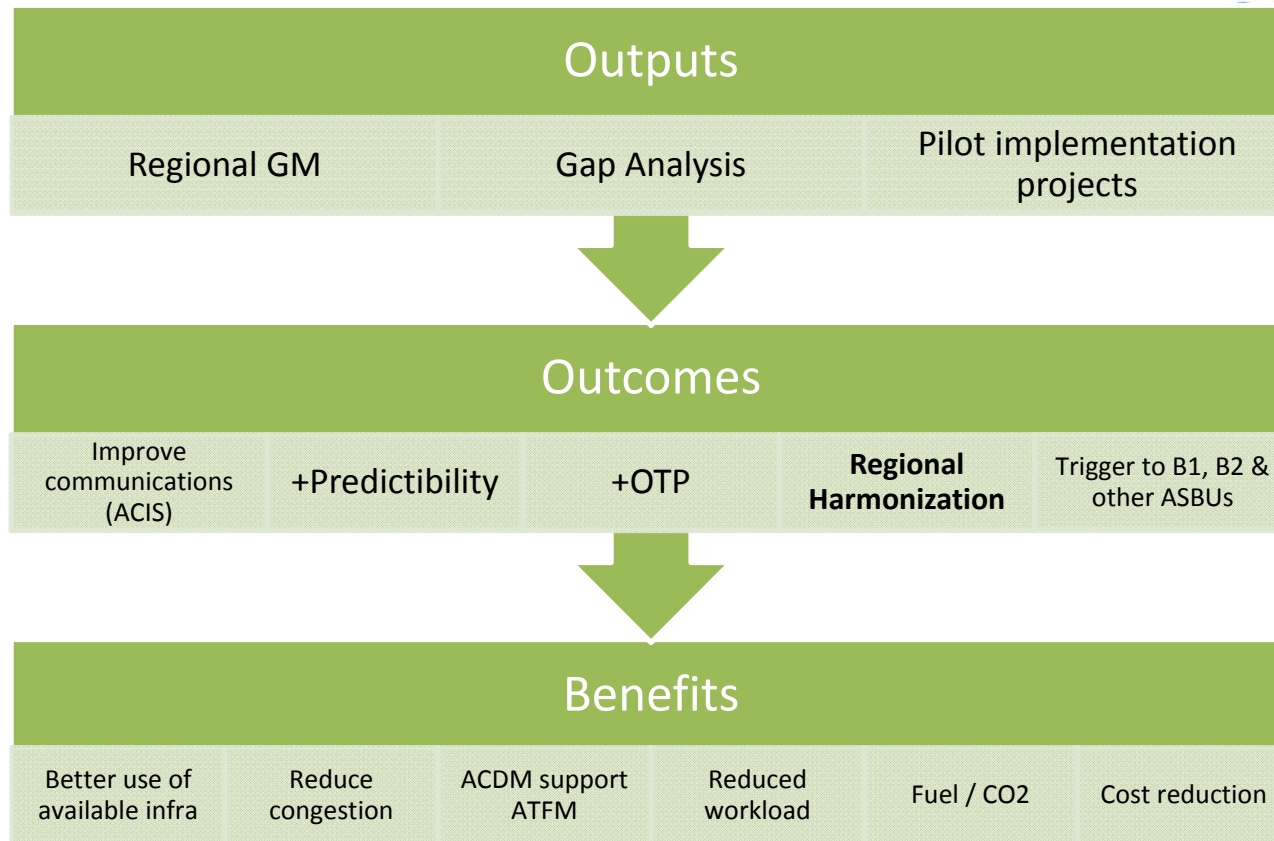 Outputs
Regional GM
Gap Analysis
Pilot implementation
projects
Outcomes
Improve
communications
(ACIS)
+Predictibility
+OTP
Regional
Harmonization
Trigger to B1, B2 &
other ASBUs
Benefits
Better use of
available infra
Reduce
congestion
ACDM support
ATFM
Reduced
workload
Fuel / CO2
Cost reduction